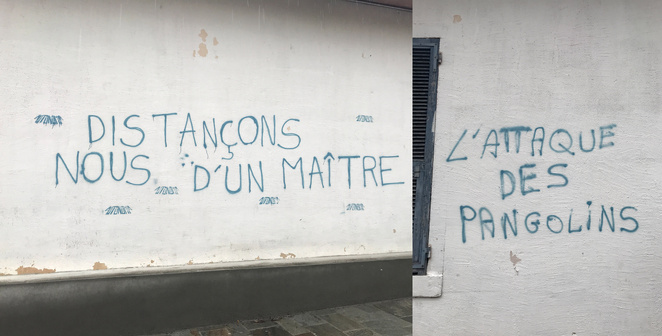 DISTANÇONS
NOUS D'UN MAÎTRE
L'ATTAQUE
DES
PANGOLINS